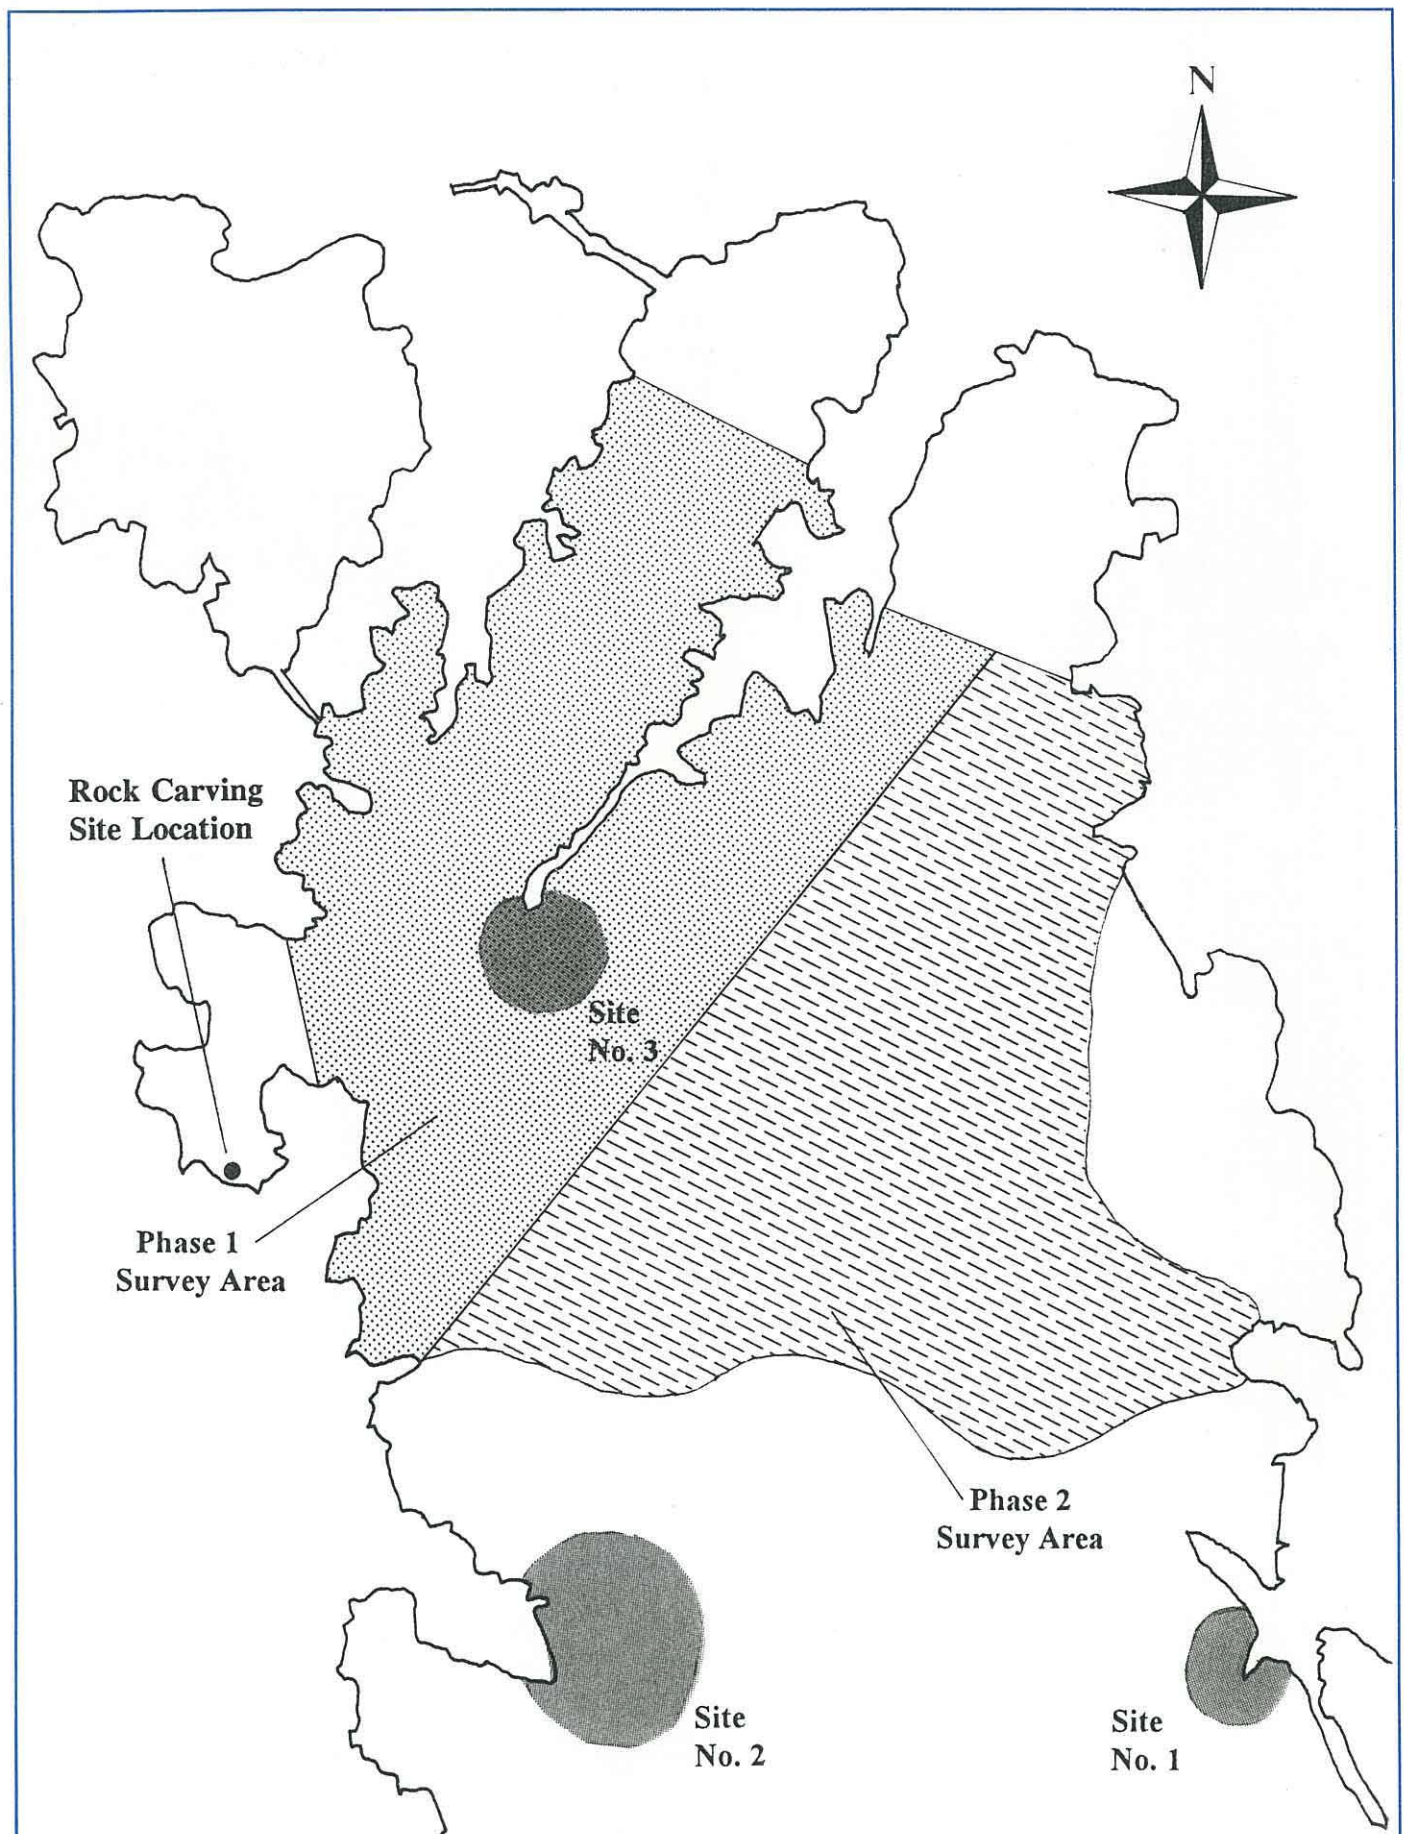 N
Rock Carving
Site Location
Site
No. 3
Phase 1
Survey Area
Phase 2
Survey Area
Site
No. 2
Site
No. 1